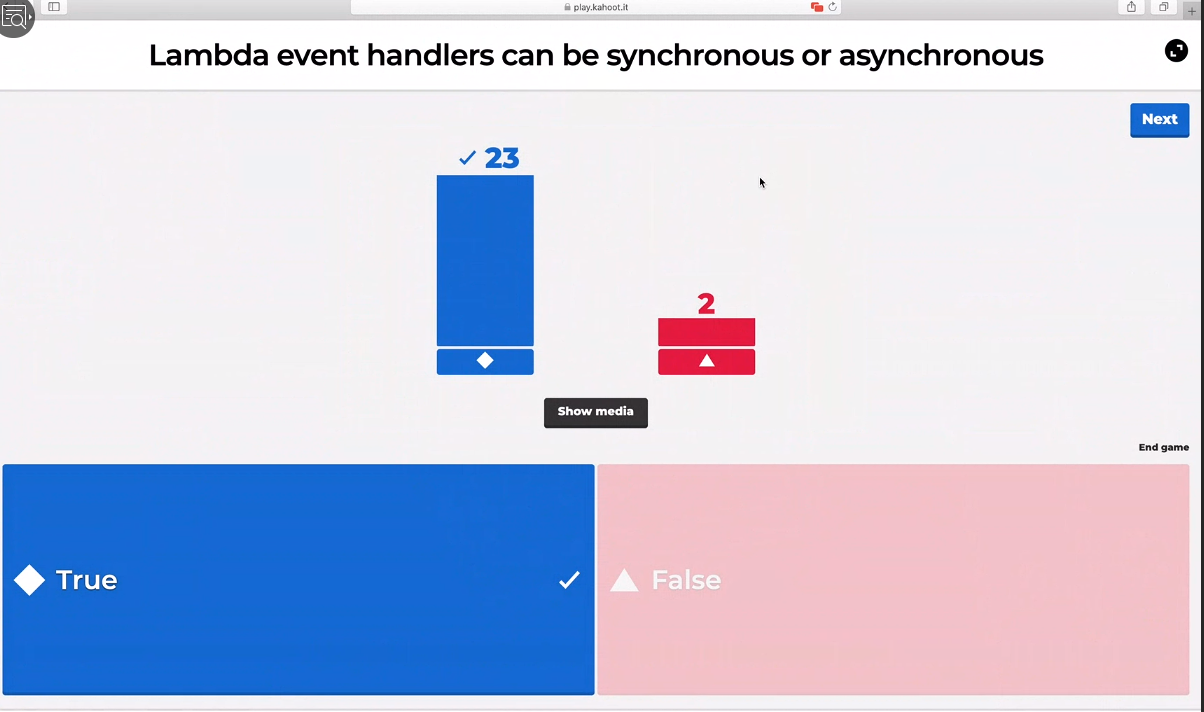 play.kahoot.it
Lambda event handlers can be synchronous or asynchronous
Next
23
2
Show media
End game
True
False